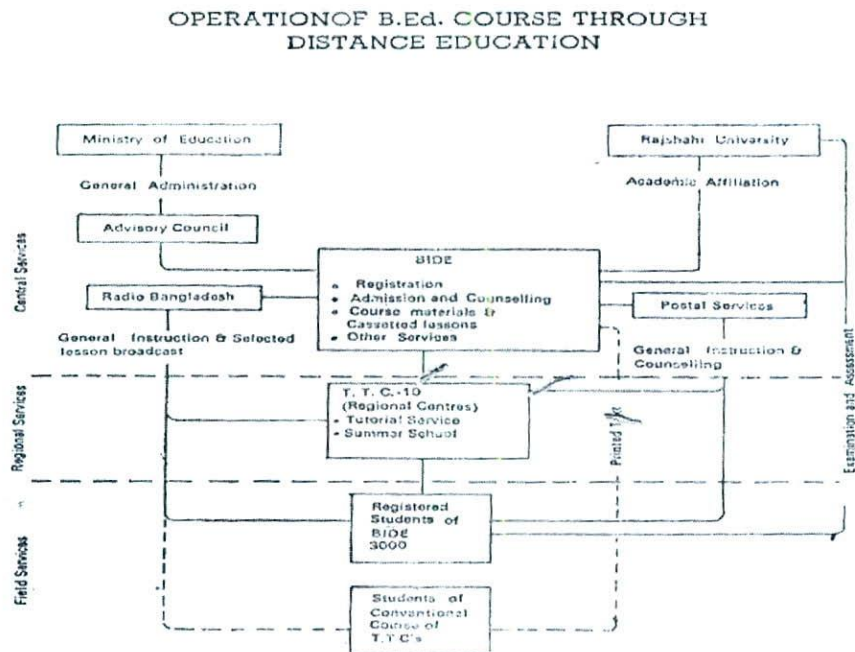 OPERATIONOF B.Ed. COURSE THROUGH
DISTANCE EDUCATION
Ministry of Education
Rajshahi University
General Administration
Academic Affiliation
Advisory Council
Central Services
BIDE
Registration
Admission and Counselling
Course materials &
Cassetted lessons
Other Services
Radio Bangladesh
Postal Services
General Instruction & Selected
lesson broadcast
General Instruction &
Counselling
Examination and Assessment
Regional Services
T. T. C.-10
(Regional Centres)
Tutorial Service
Summer School
Printed Text
Field Services
Registered
Students of
BIDE
3000
Students of
Conventional
Course of
T.T C's